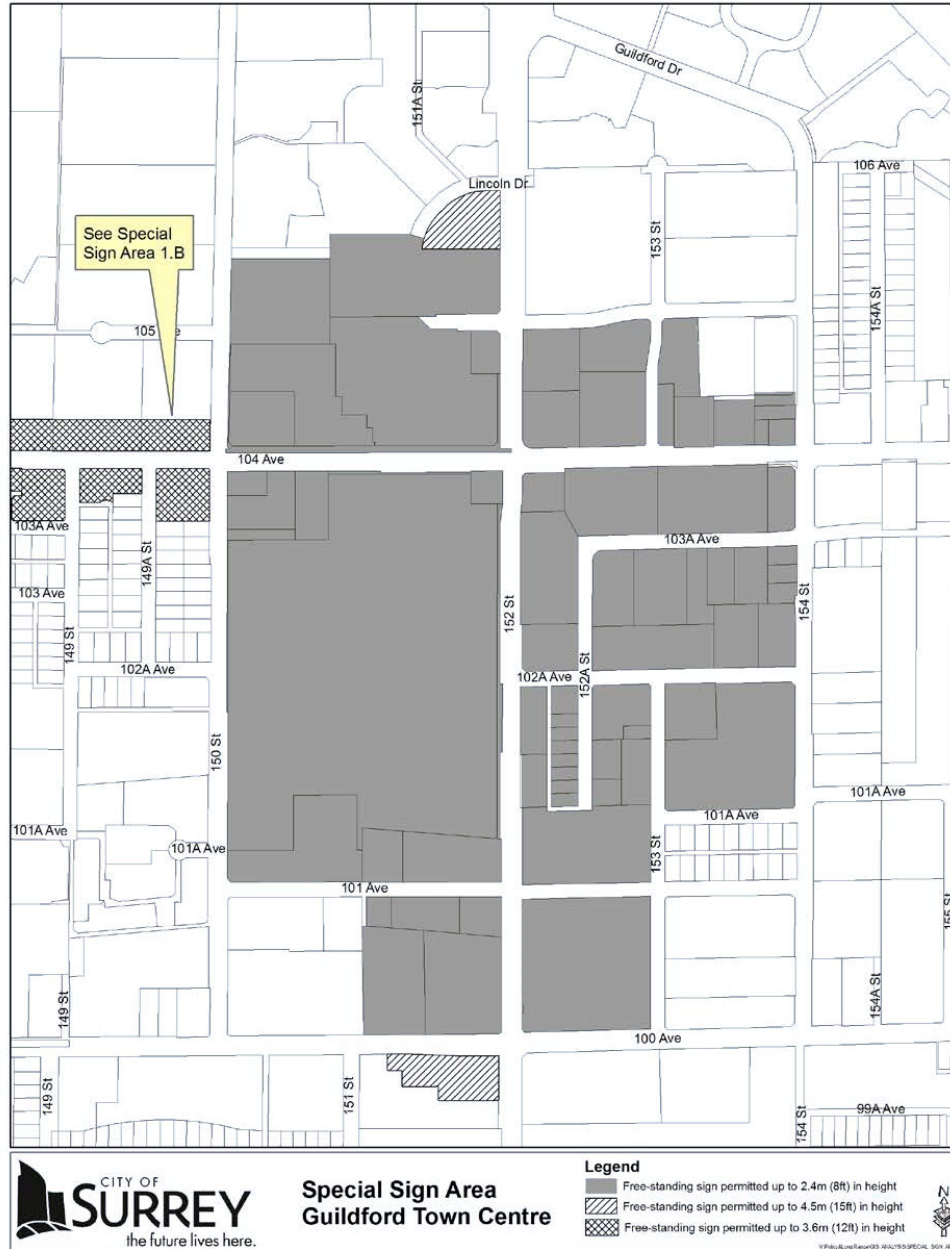 Guildford Dr
151A St
106 Ave
Lincoln Dr
See Special
Sign Area 1.B
153 St
154A St
104 Ave
103A Ave
103A Ave
149A St
103 Ave
152 St
154 St
149 St
102A Ave
102A Ave
152A St
150 St
101A Ave
101A Ave
101A Ave
101A Ave
153 St
101 Ave
149 St
154A St
100 Ave
149 St
151 St
154 St
99A Ave
CITY OF
SURREY
the future lives here.
Special Sign Area
Guildford Town Centre
Legend
Free-standing sign permitted up to 2.4m (8ft) in height
Free-standing sign permitted up to 4.5m (15ft) in height
Free-standing sign permitted up to 3.6m (12ft) in height
N